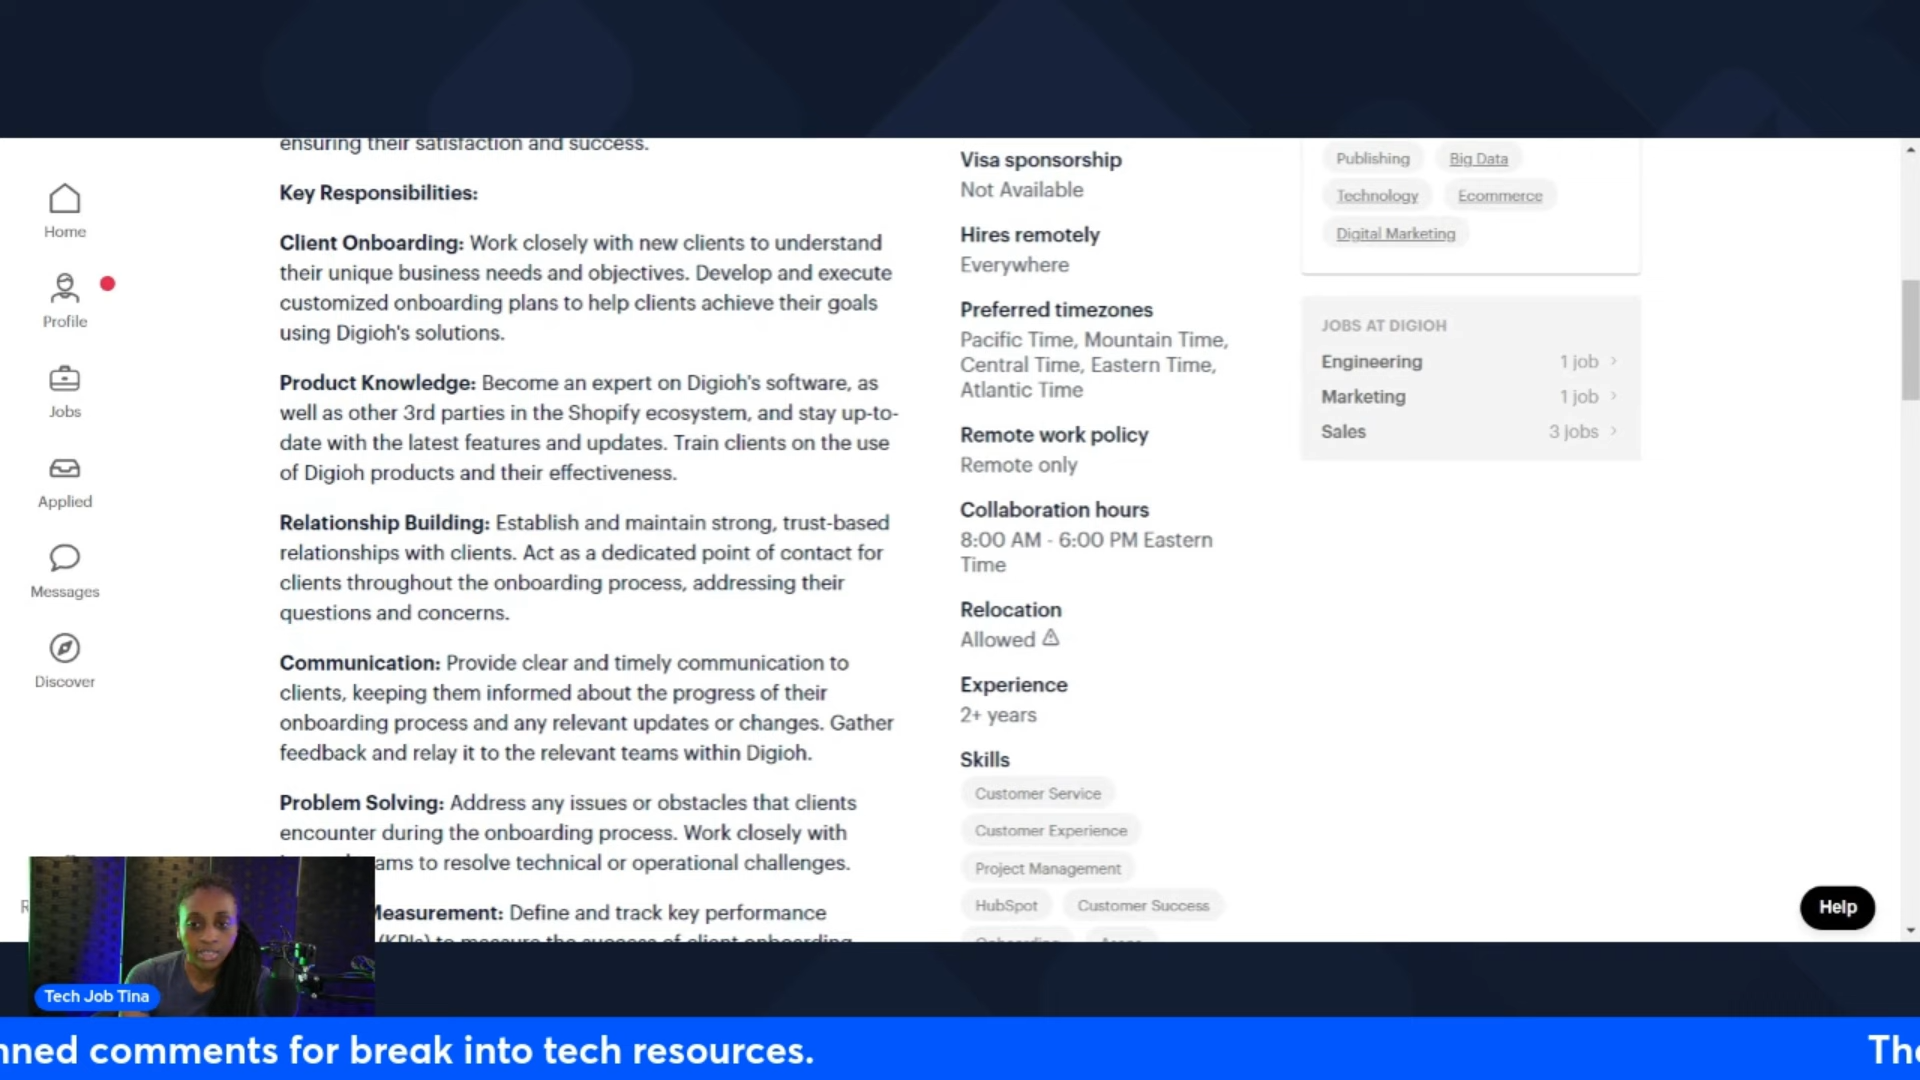 ensuring their satisfaction and success.
Key Responsibilities:
Client Onboarding: Work closely with new clients to understand
their unique business needs and objectives. Develop and execute
customized onboarding plans to help clients achieve their goals
using Digioh's solutions.
Product Knowledge: Become an expert on Digioh's software, as
well as other 3rd parties in the Shopify ecosystem, and stay up-to-
date with the latest features and updates. Train clients on the use
of Digioh products and their effectiveness.
Relationship Building: Establish and maintain strong, trust-based
relationships with clients. Act as a dedicated point of contact for
clients throughout the onboarding process, addressing their
questions and concerns.
Communication: Provide clear and timely communication to
clients, keeping them informed about the progress of their
onboarding process and any relevant updates or changes. Gather
feedback and relay it to the relevant teams within Digioh.
Problem Solving: Address any issues or obstacles that clients
encounter during the onboarding process. Work closely with
ams to resolve technical or operational challenges.
Measurement: Define and track key performance
(KPIs) to measure the success of client onboarding
Home
Profile
Jobs
Applied
Messages
Discover
R
Visa sponsorship
Not Available
Hires remotely
Everywhere
Preferred timezones
Pacific Time, Mountain Time,
Central Time, Eastern Time,
Atlantic Time
Remote work policy
Remote only
Collaboration hours
8:00 AM - 6:00 PM Eastern
Time
Relocation
Allowed
Experience
2+ years
Skills
Customer Service
Customer Experience
Project Management
HubSpot Customer Success
Onboarding
Publishing Big Data
Technology Ecommerce
Digital Marketing
JOBS AT DIGIOH
Engineering 1 job
Marketing 1 job
Sales 3 jobs
Help
Tech Job Tina
nned comments for break into tech resources. The